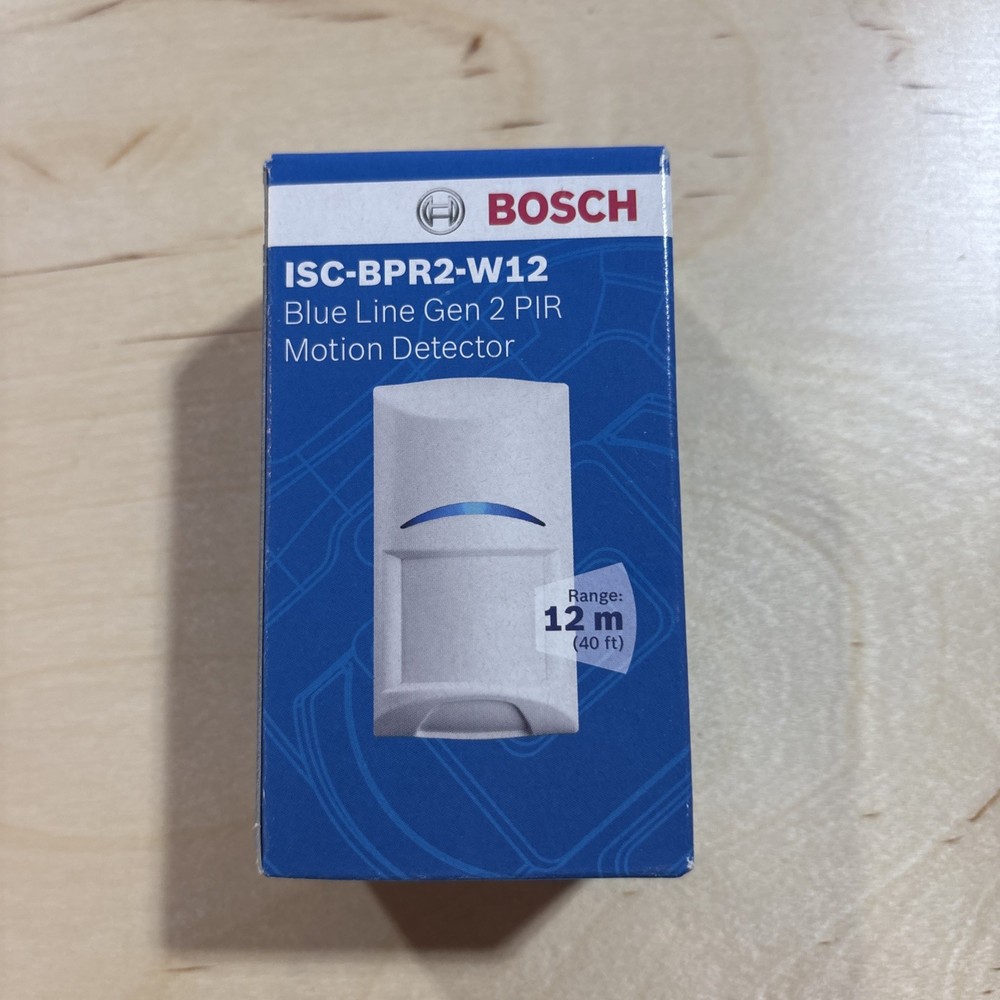 BOSCH
ISC-BPR2-W12
Blue Line Gen 2 PIR
Motion Detector
Range:
12 m
(40 ft)